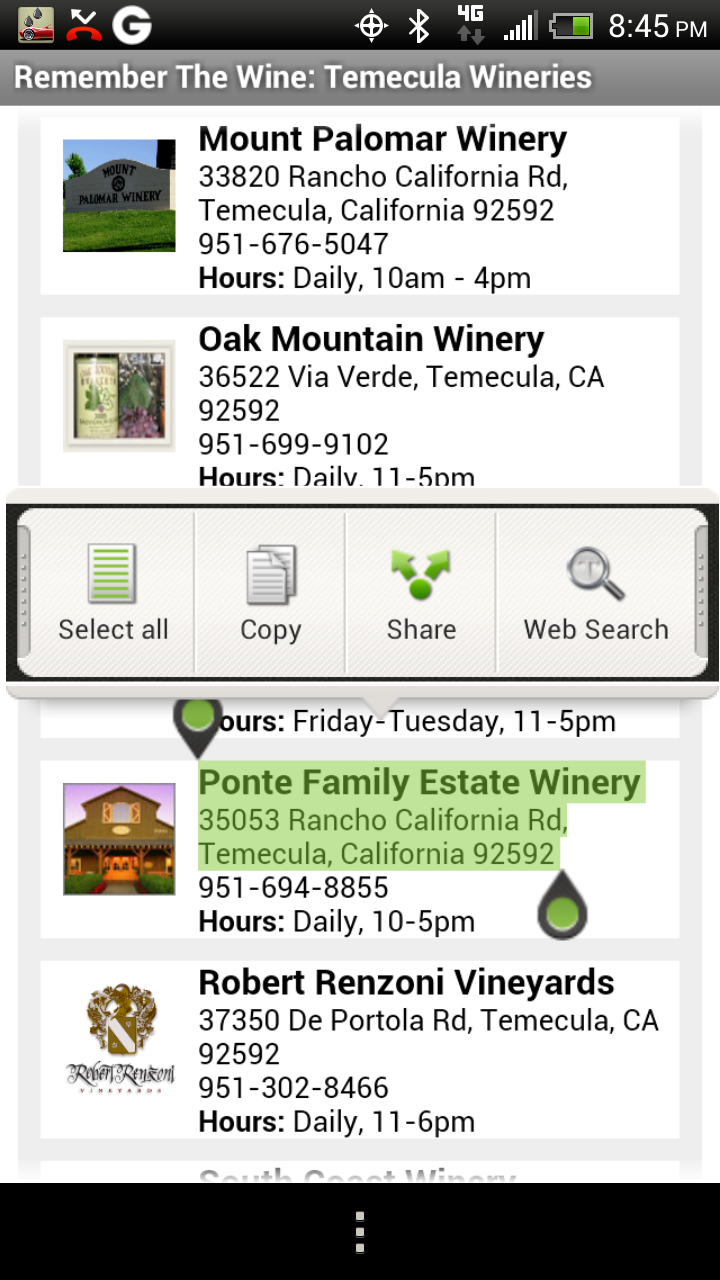 4G
8:45 PM
Remember The Wine: Temecula Wineries
MOUNT
PALOMAR WINERY
Mount Palomar Winery
33820 Rancho California Rd,
Temecula, California 92592
951-676-5047
Hours: Daily, 10am - 4pm
Oak Mountain Winery
36522 Via Verde, Temecula, CA
92592
951-699-9102
Hours: Daily, 11-5pm
Select all
Copy
Share
Web Search
ours: Friday-Tuesday, 11-5pm
Ponte Family Estate Winery
35053 Rancho California Rd,
Temecula, California 92592
951-694-8855
Hours: Daily, 10-5pm
Robert Renzoni
VINEYARDS
Robert Renzoni Vineyards
37350 De Portola Rd, Temecula, CA
92592
951-302-8466
Hours: Daily, 11-6pm
South Coast Winery